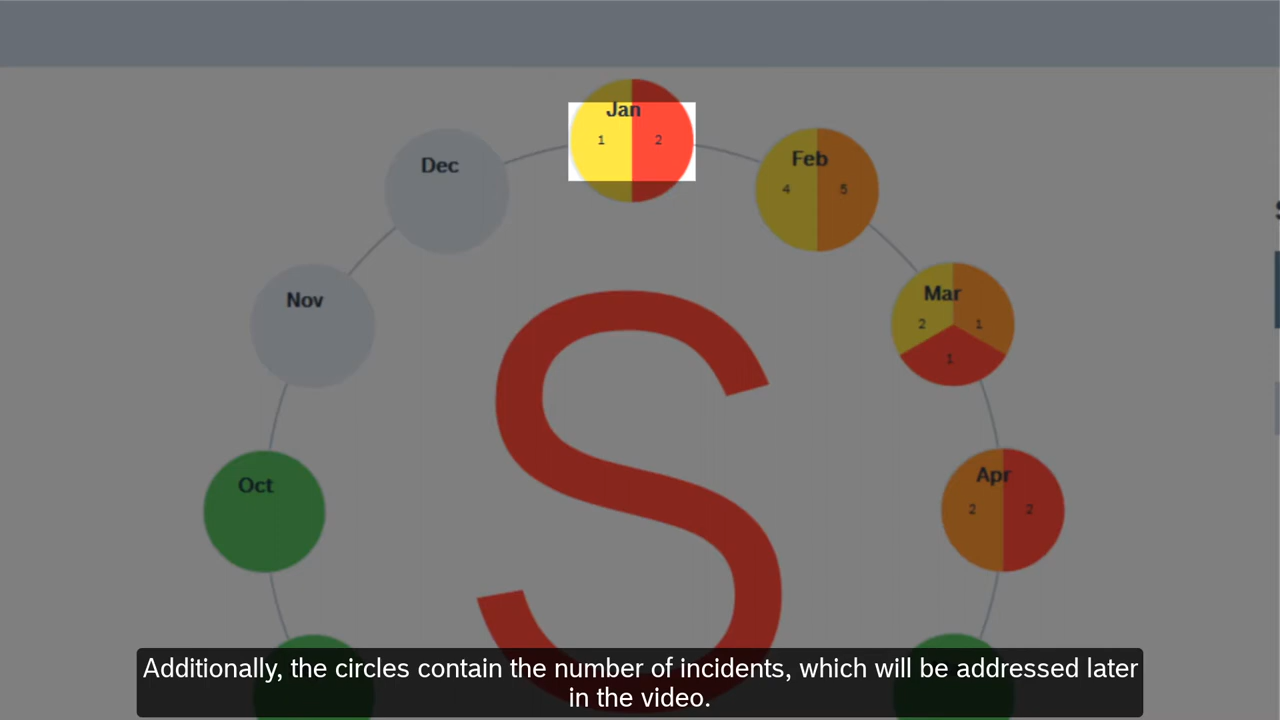 Jan
1 2
Dec
Feb
4 5
Nov
Mar
2 1
1
Oct
Apr
2 2
S
Additionally, the circles contain the number of incidents, which will be addressed later
in the video.